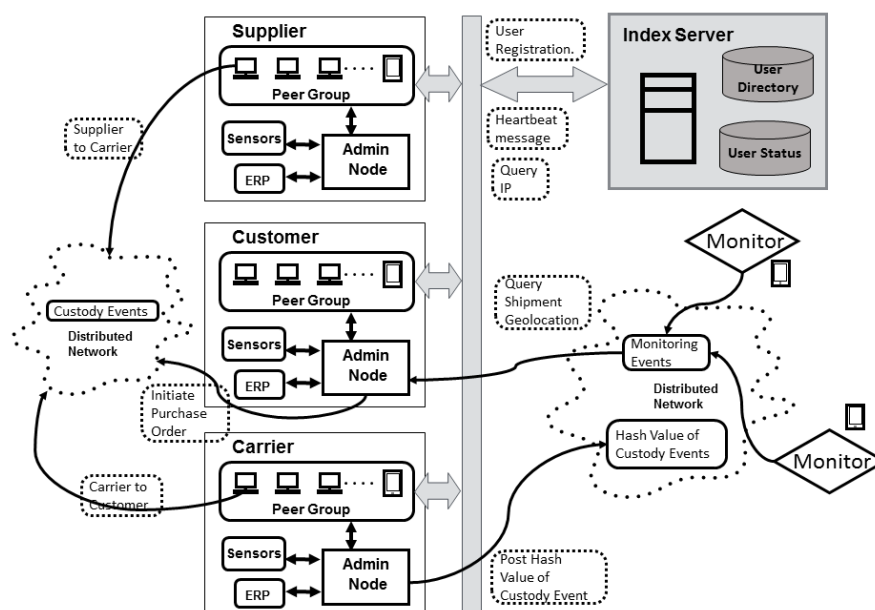 Supplier
Peer Group
Sensors
ERP
Admin
Node
Supplier
to Carrier
User
Registration.
Heartbeat
message
Query
IP
Index Server
User
Directory
User Status
Customer
Peer Group
Sensors
ERP
Admin
Node
Custody Events
Distributed
Network
Initiate
Purchase
Order
Query
Shipment
Geolocation
Monitor
Monitoring
Events
Distributed
Network
Hash Value of
Custody Events
Monitor
Carrier
Peer Group
Sensors
ERP
Admin
Node
Carrier to
Customer
Post Hash
Value of
Custody Event